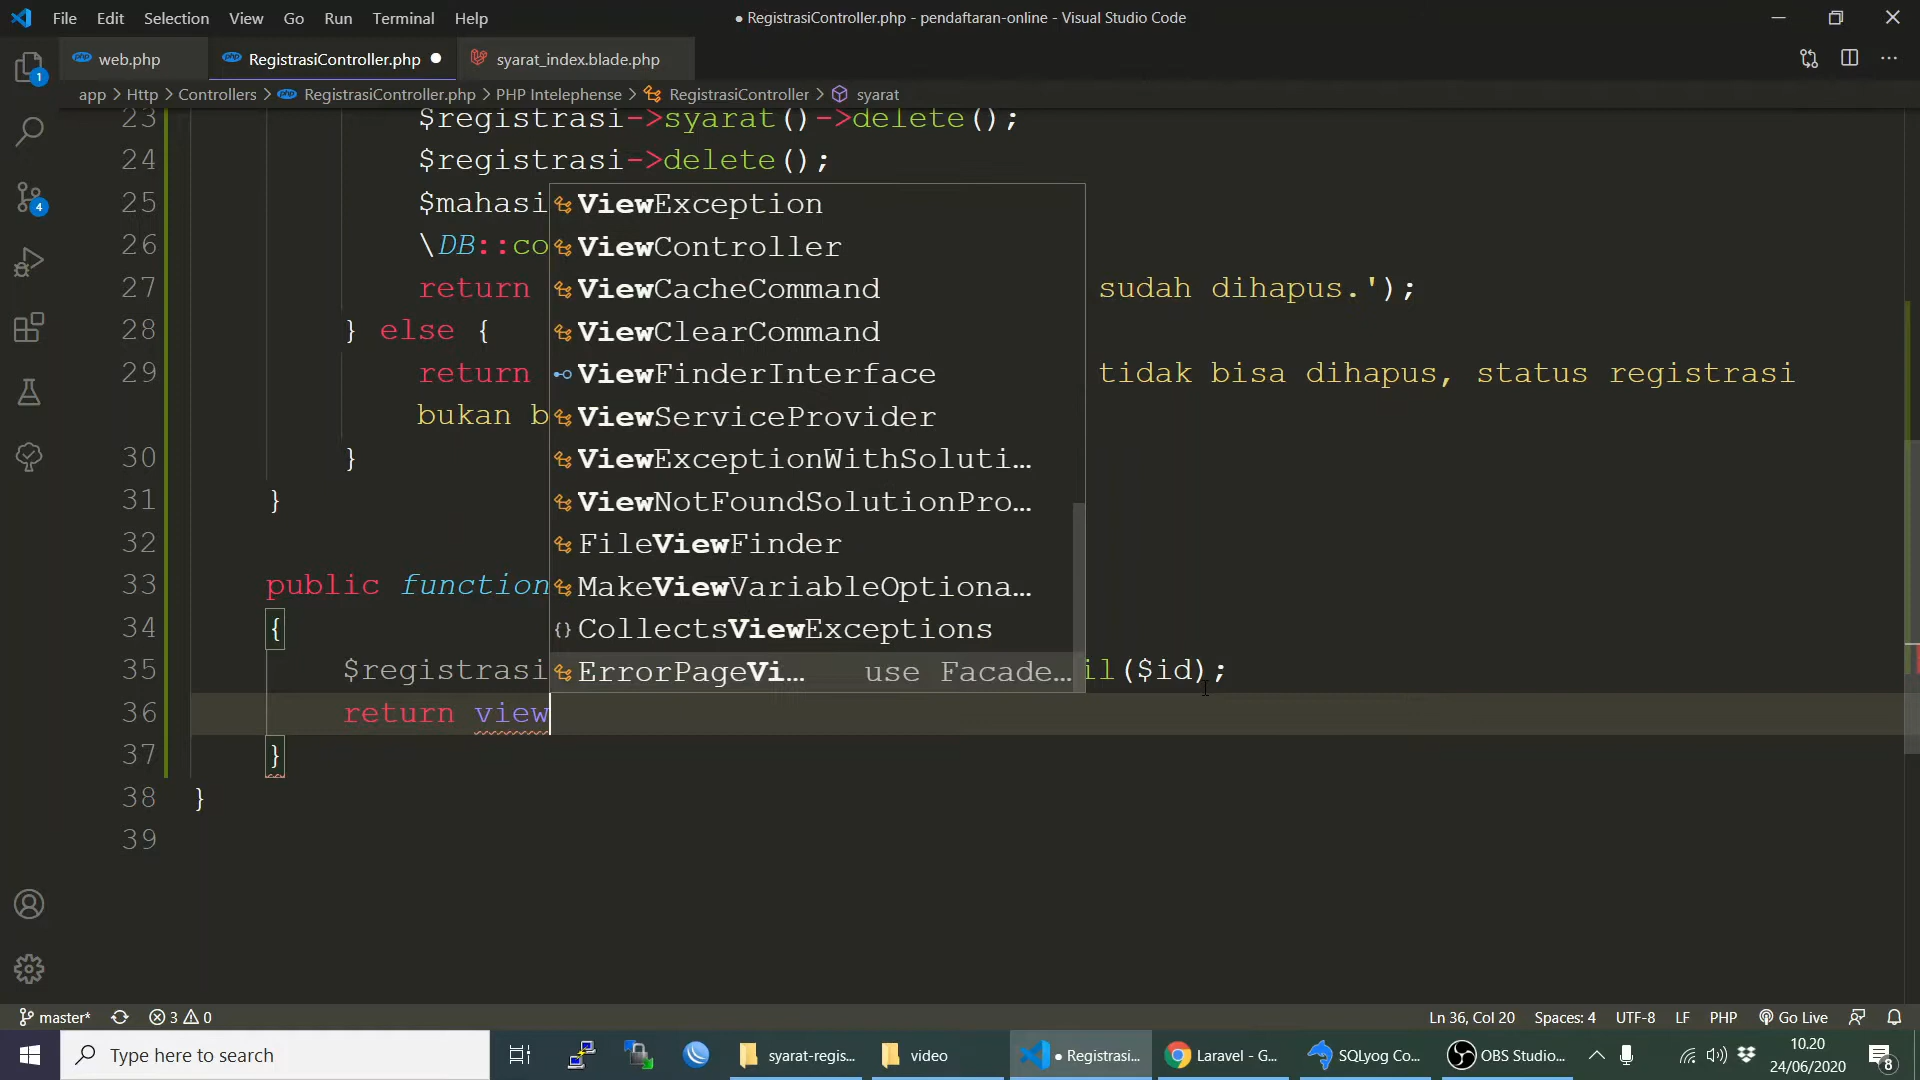 File Edit Selection View Go Run Terminal Help
● RegistrasiController.php - pendaftaran-online - Visual Studio Code
web.php
RegistrasiController.php ●
syarat_index.blade.php
app > Http > Controllers > RegistrasiController.php > PHP Intelephense > RegistrasiController > syarat
23 $registrasi->syarat()->delete();
24 $registrasi->delete();
25 $mahasi
26 \DB::co
27 return sudah dihapus.');
28 } else {
29 return tidak bisa dihapus, status registrasi
bukan b
30 }
31 }
32
33 public function
34 {
35 $registrasi il($id);
36 return view
37 }
38 }
39
ViewException
ViewController
ViewCacheCommand
ViewClearCommand
ViewFinderInterface
ViewServiceProvider
ViewExceptionWithSoluti...
ViewNotFoundSolutionPro...
FileViewFinder
MakeViewVariableOptiona...
CollectsViewExceptions
ErrorPageVi... use Facade...
1
4
master* 3 0
Ln 36, Col 20 Spaces: 4 UTF-8 LF PHP Go Live
Type here to search
syarat-regis...
video
● Registrasi...
Laravel - G...
SQLyog Co...
OBS Studio...
10.20
24/06/2020
8